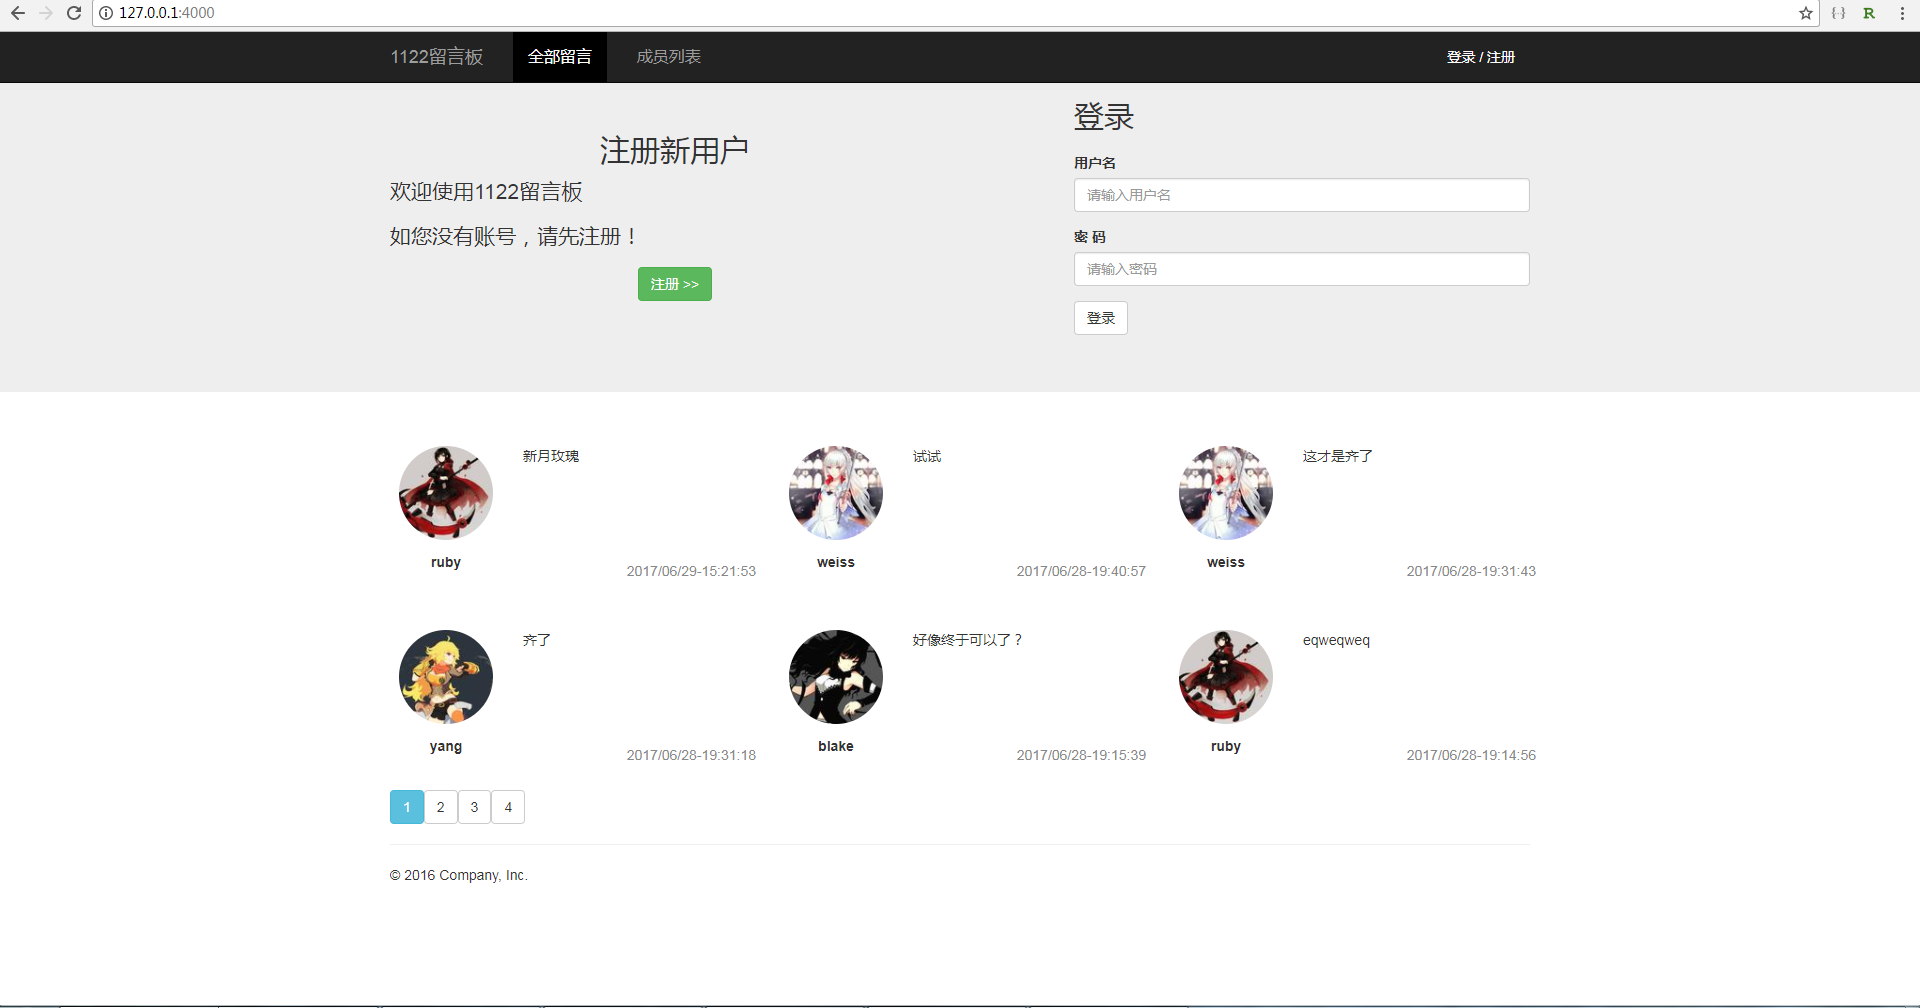 127.0.0.1:4000
R
1122留言板 全部留言 成员列表 登录 / 注册
注册新用户
欢迎使用1122留言板
如您没有账号，请先注册！
注册 >>
登录
用户名
请输入用户名
密 码
请输入密码
登录
新月玫瑰
ruby
2017/06/29-15:21:53
试试
weiss
2017/06/28-19:40:57
这才是齐了
weiss
2017/06/28-19:31:43
齐了
yang
2017/06/28-19:31:18
好像终于可以了？
blake
2017/06/28-19:15:39
eqweqweq
ruby
2017/06/28-19:14:56
1 2 3 4
© 2016 Company, Inc.